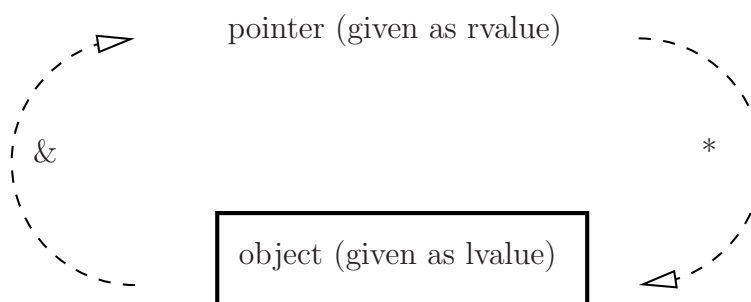 pointer (given as rvalue)
& *
object (given as lvalue)